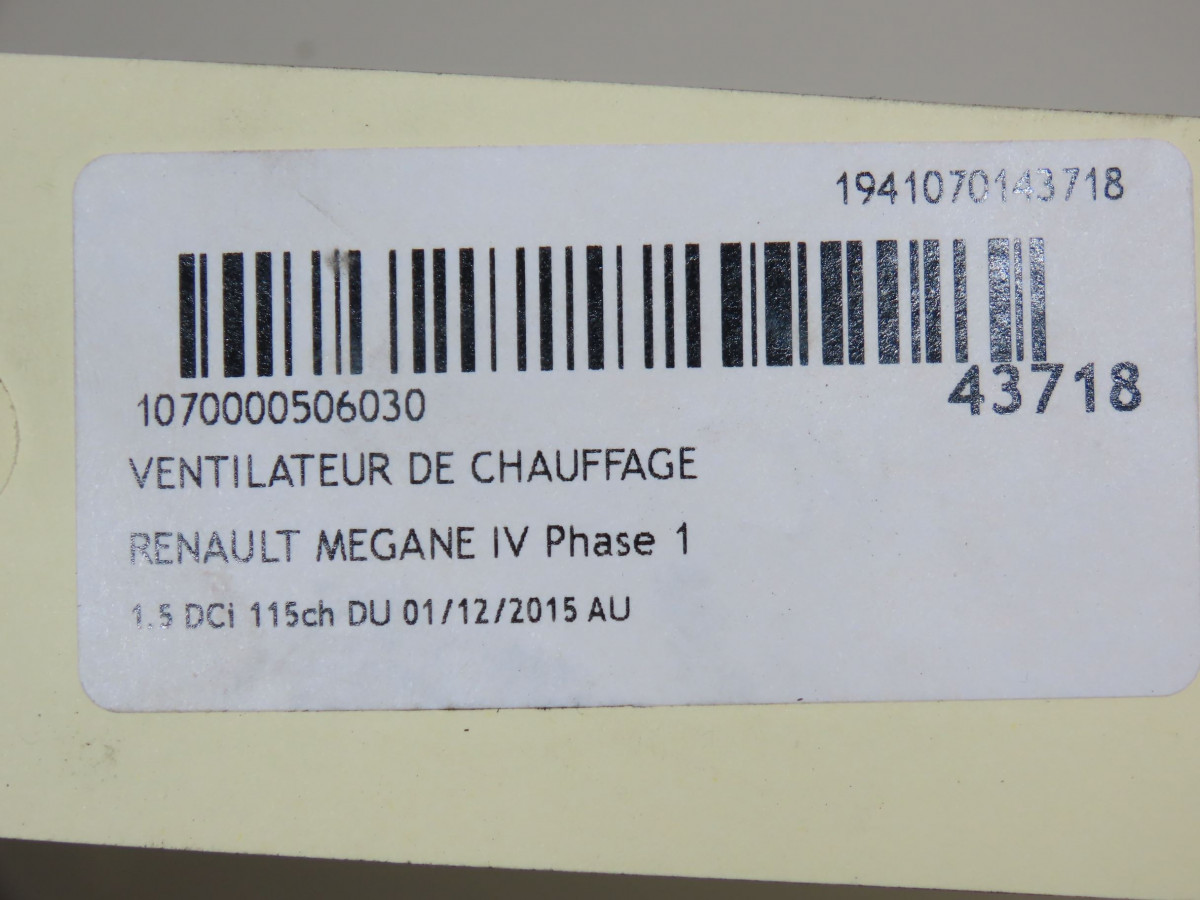 1941070143718
43718
1070000506030
VENTILATEUR DE CHAUFFAGE
RENAULT MEGANE IV Phase 1
1.5 DCi 115ch DU 01/12/2015 AU